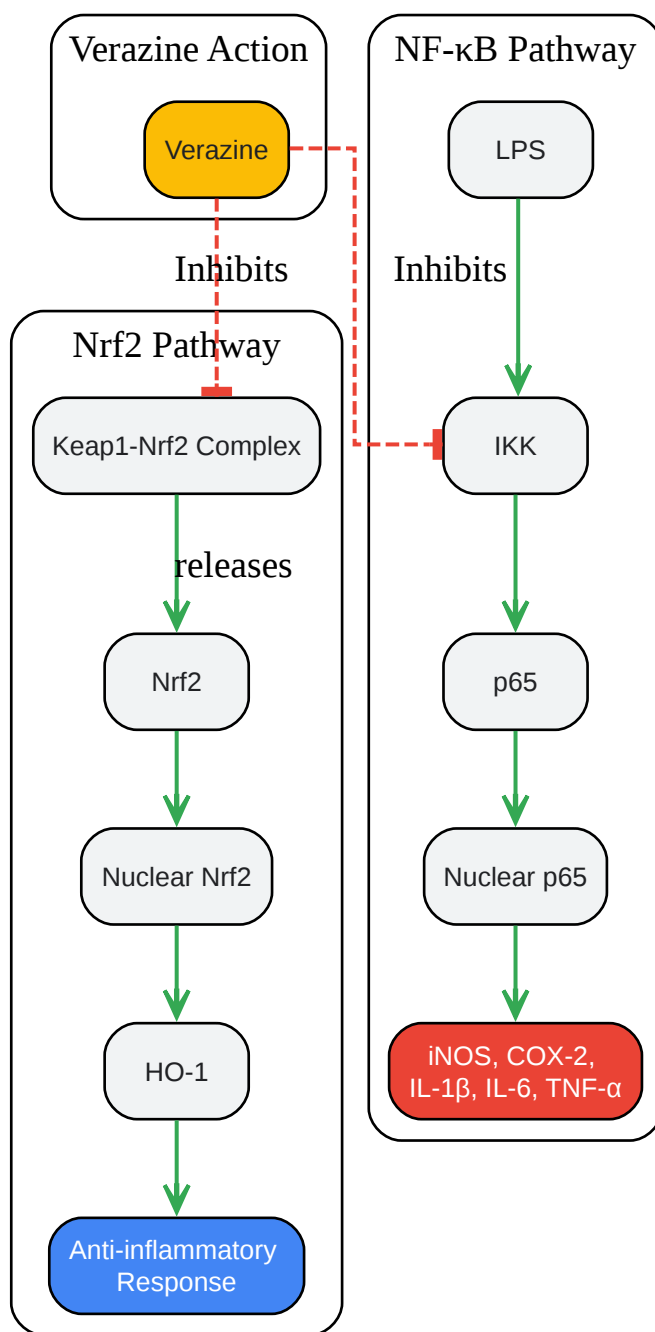 Verazine Action
Verazine
Inhibits
NF-κB Pathway
LPS
Inhibits
IKK
p65
Nuclear p65
iNOS, COX-2,
IL-1β, IL-6, TNF-α
Nrf2 Pathway
Keap1-Nrf2 Complex
releases
Nrf2
Nuclear Nrf2
HO-1
Anti-inflammatory
Response